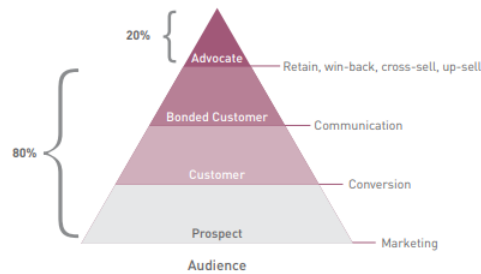 20%
Advocate
Retain, win-back, cross-sell, up-sell
Bonded Customer
Communication
80%
Customer
Conversion
Prospect
Marketing
Audience